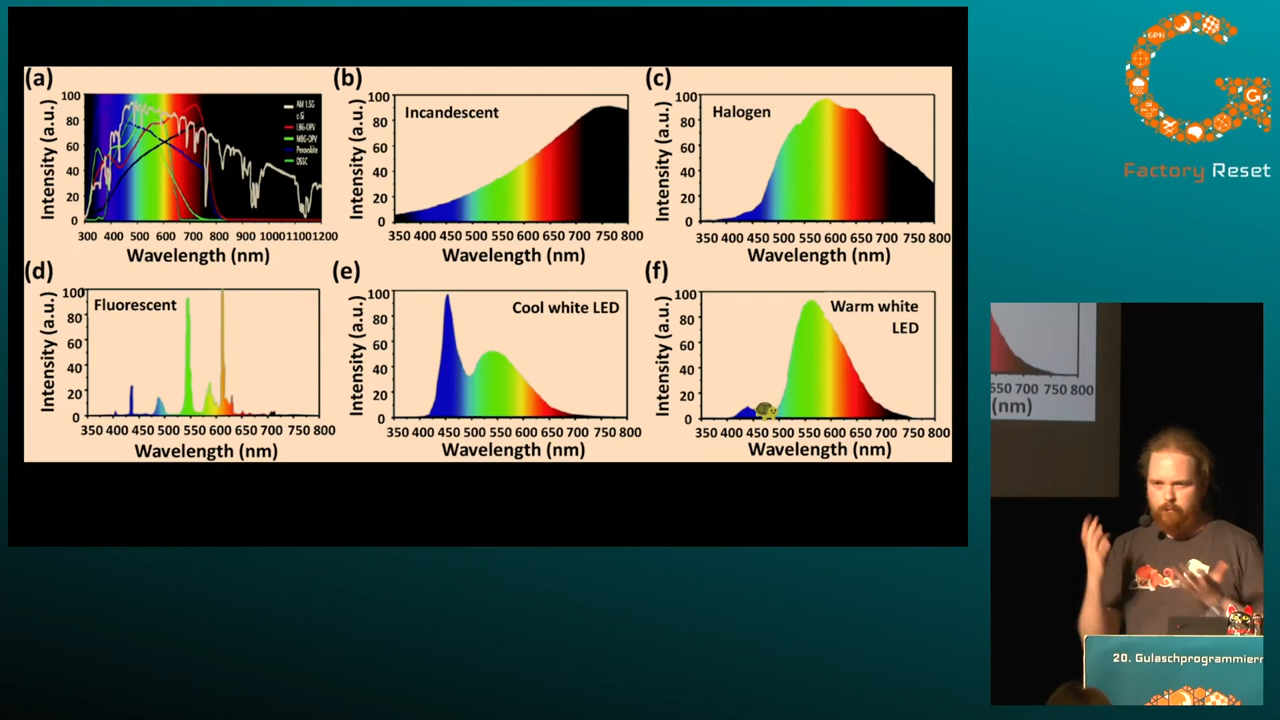 (a)
Intensity (a.u.)
100
80
60
40
20
0
AM 1.5G
c-Si
LBG-OPV
MBG-OPV
Perovskite
DSSC
300 400 500 600 700 800 900 100011001200
Wavelength (nm)
(b)
Intensity (a.u.)
100
80
60
40
20
0
Incandescent
350 400 450 500 550 600 650 700 750 800
Wavelength (nm)
(c)
Intensity (a.u.)
100
80
60
40
20
0
Halogen
350 400 450 500 550 600 650 700 750 800
Wavelength (nm)
(d)
Intensity (a.u.)
100
80
60
40
20
0
Fluorescent
350 400 450 500 550 600 650 700 750 800
Wavelength (nm)
(e)
Intensity (a.u.)
100
80
60
40
20
0
Cool white LED
350 400 450 500 550 600 650 700 750 800
Wavelength (nm)
(f)
Intensity (a.u.)
100
80
60
40
20
0
Warm white
LED
350 400 450 500 550 600 650 700 750 800
Wavelength (nm)
GPN
G
Factory Reset
650 700 750 800
(nm)
20. Gulaschprogrammierr